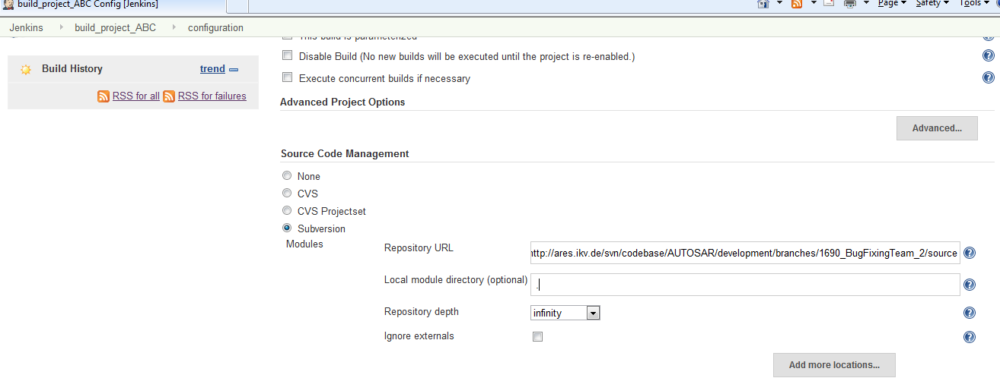 build_project_ABC Config [Jenkins]
Page Safety Tools
Jenkins build_project_ABC configuration
This build is parameterized
Disable Build (No new builds will be executed until the project is re-enabled.)
Build History trend
Execute concurrent builds if necessary
RSS for all RSS for failures
Advanced Project Options
Advanced...
Source Code Management
None
CVS
CVS Projectset
Subversion
Modules
Repository URL http://ares.ikv.de/svn/codebase/AUTOSAR/development/branches/1690_BugFixingTeam_2/source
Local module directory (optional) .
Repository depth infinity
Ignore externals
Add more locations...